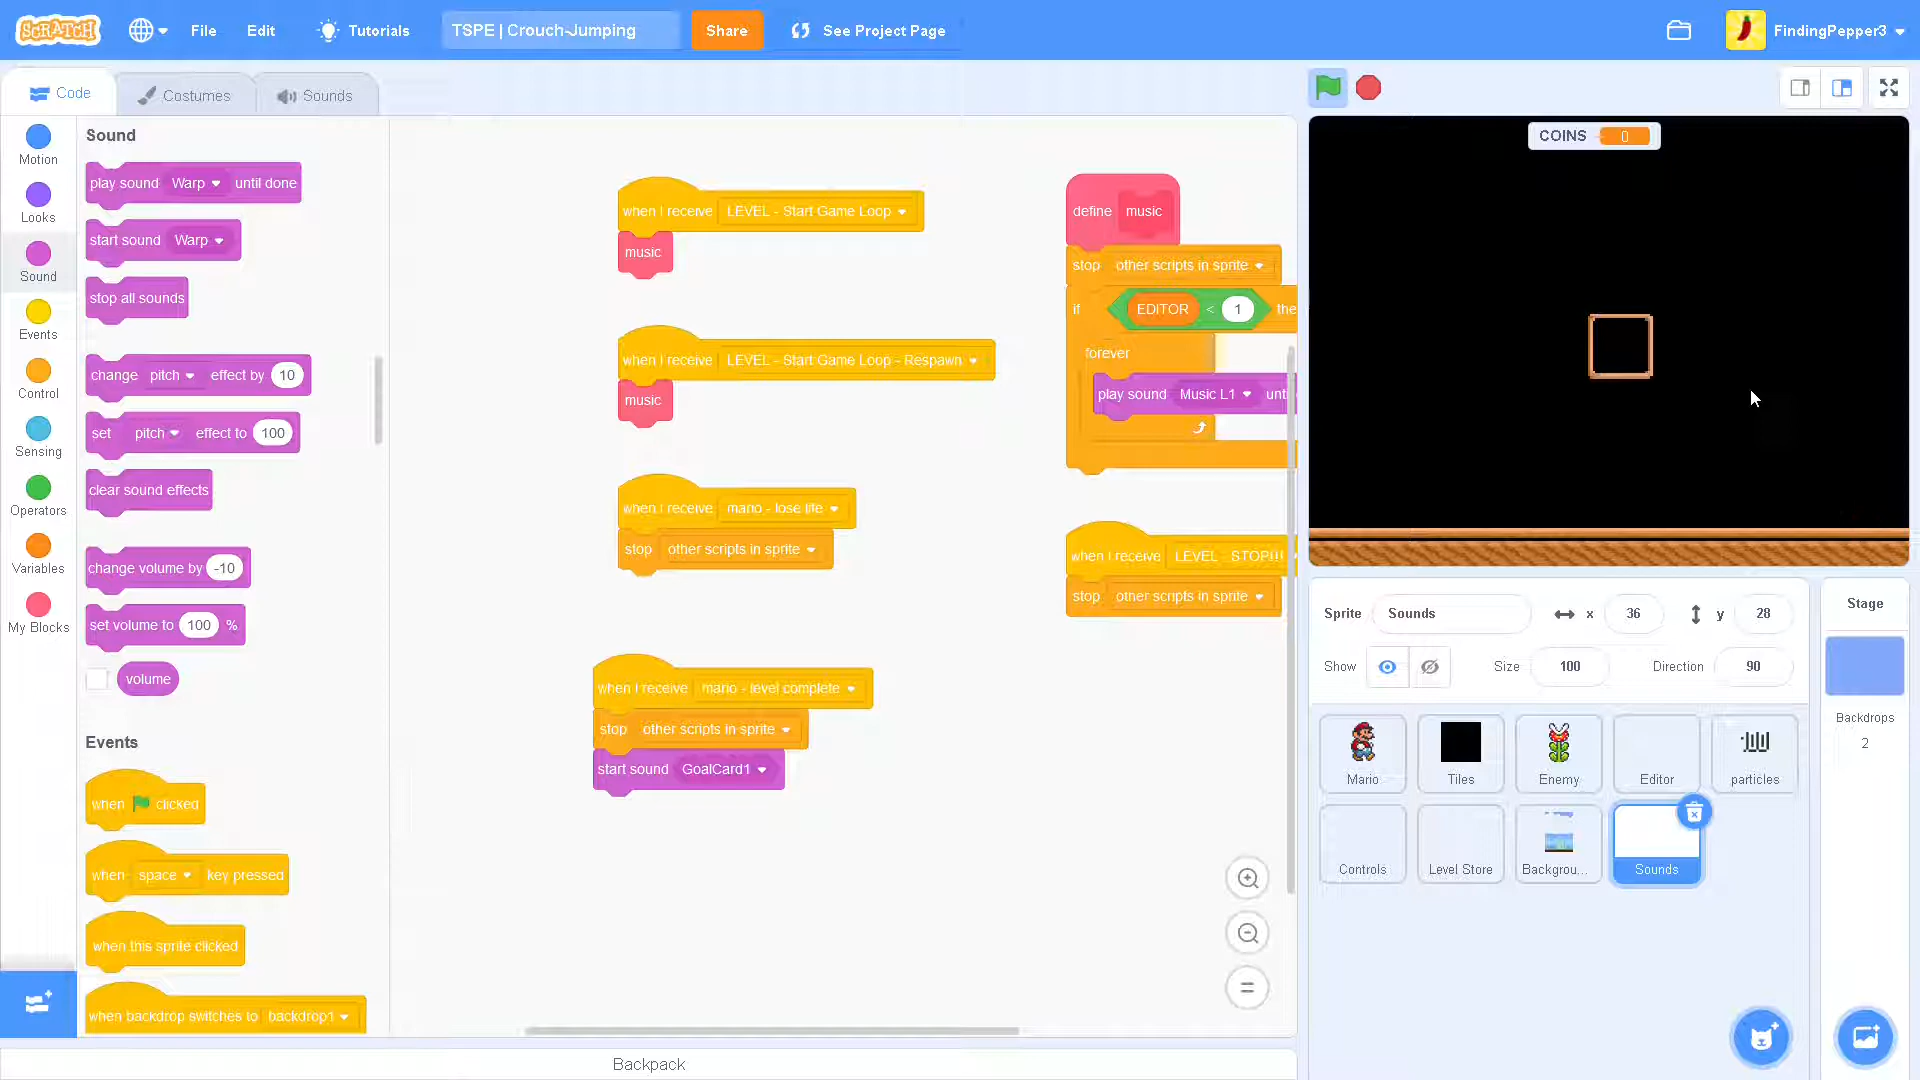 SCRATCH
File
Edit
Tutorials
TSPE | Crouch-Jumping
Share
See Project Page
FindingPepper3
Code
Costumes
Sounds
Motion
Looks
Sound
Events
Control
Sensing
Operators
Variables
My Blocks
Sound
play sound Warp until done
start sound Warp
stop all sounds
change pitch effect by 10
set pitch effect to 100
clear sound effects
change volume by -10
set volume to 100 %
volume
Events
when clicked
when space key pressed
when this sprite clicked
when backdrop switches to backdrop1
when I receive LEVEL - Start Game Loop
music
when I receive LEVEL - Start Game Loop - Respawn
music
when I receive mario - lose life
stop other scripts in sprite
when I receive mario - level complete
stop other scripts in sprite
start sound GoalCard1
define music
stop other scripts in sprite
if EDITOR < 1 the
forever
play sound Music L1 unt
when I receive LEVEL - STOP!!!
stop other scripts in sprite
Backpack
COINS 0
Sprite Sounds x 36 y 28
Show Size 100 Direction 90
Stage
Backdrops
2
Mario
Tiles
Enemy
Editor
particles
Controls
Level Store
Backgrou...
Sounds